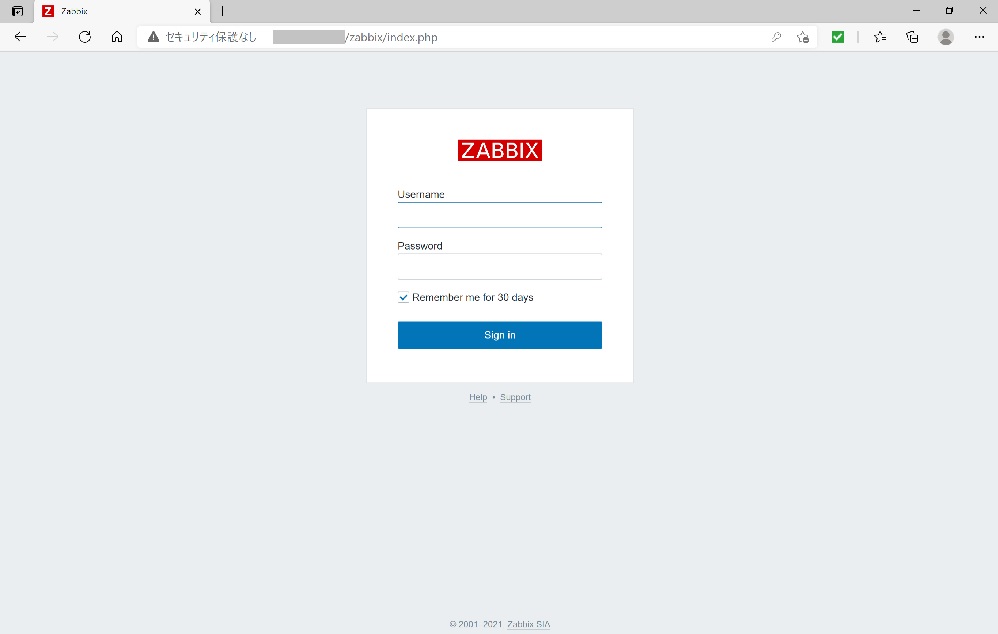 Zabbix
セキュリティ保護なし /zabbix/index.php
ZABBIX
Username
Password
Remember me for 30 days
Sign in
Help • Support
© 2001–2021, Zabbix SIA